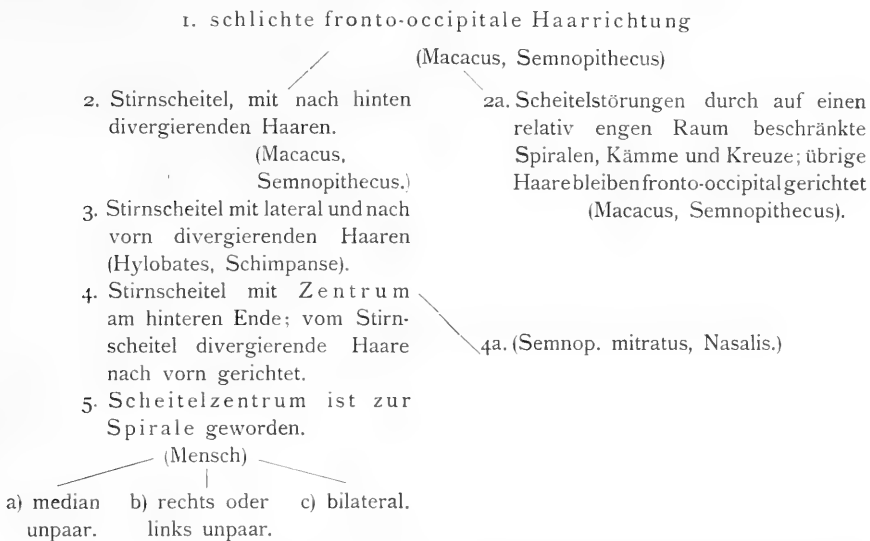 1. schlichte fronto-occipitale Haarrichtung
(Macacus, Semnopithecus)
2. Stirnscheitel, mit nach hinten
divergierenden Haaren.
(Macacus,
Semnopithecus.)
3. Stirnscheitel mit lateral und nach
vorn divergierenden Haaren
(Hylobates, Schimpanse).
4. Stirnscheitel mit Zentrum
am hinteren Ende; vom Stirn-
scheitel divergierende Haare
nach vorn gerichtet.
5. Scheitelzentrum ist zur
Spirale geworden.
(Mensch)
a) median
unpaar.
b) rechts oder
links unpaar.
c) bilateral.
2a. Scheitelstörungen durch auf einen
relativ engen Raum beschränkte
Spiralen, Kämme und Kreuze; übrige
Haare bleiben fronto-occipital gerichtet
(Macacus, Semnopithecus).
4a. (Semnop. mitratus, Nasalis.)